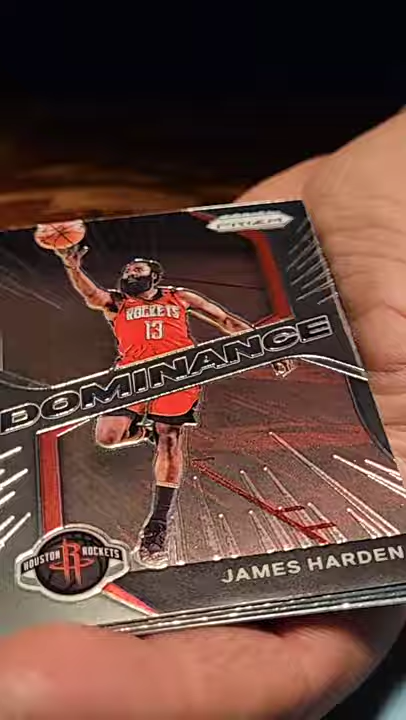 PRIZM
ROCKETS
13
DOMINANCE
HOUSTON R ROCKETS
JAMES HARDEN